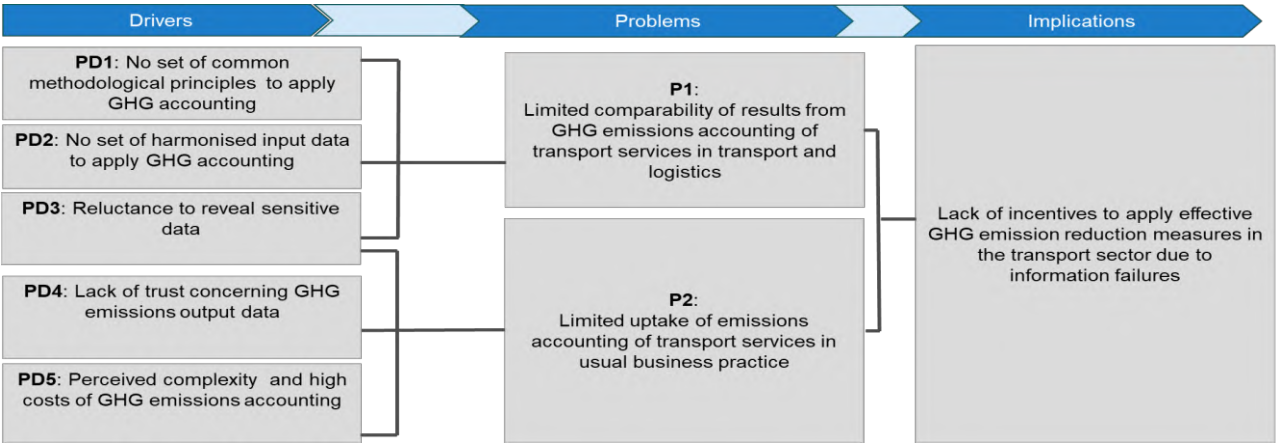 Drivers
Problems
Implications
PD1: No set of common
methodological principles to apply
GHG accounting
PD2: No set of harmonised input data
to apply GHG accounting
PD3: Reluctance to reveal sensitive
data
PD4: Lack of trust concerning GHG
emissions output data
PD5: Perceived complexity and high
costs of GHG emissions accounting
P1:
Limited comparability of results from
GHG emissions accounting of
transport services in transport and
logistics
P2:
Limited uptake of emissions
accounting of transport services in
usual business practice
Lack of incentives to apply effective
GHG emission reduction measures in
the transport sector due to
information failures